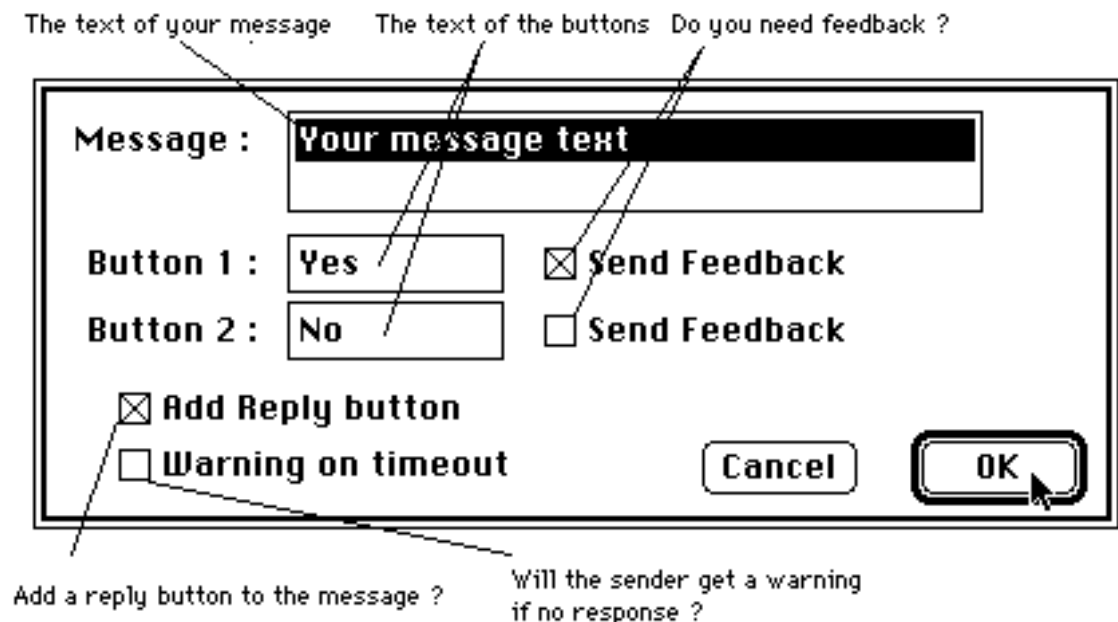 The text of your message The text of the buttons Do you need feedback ?
Message : Your message text
Button 1 : Yes Send Feedback
Button 2 : No Send Feedback
Add Reply button
Warning on timeout Cancel OK
Add a reply button to the message ?
Will the sender get a warning
if no response ?